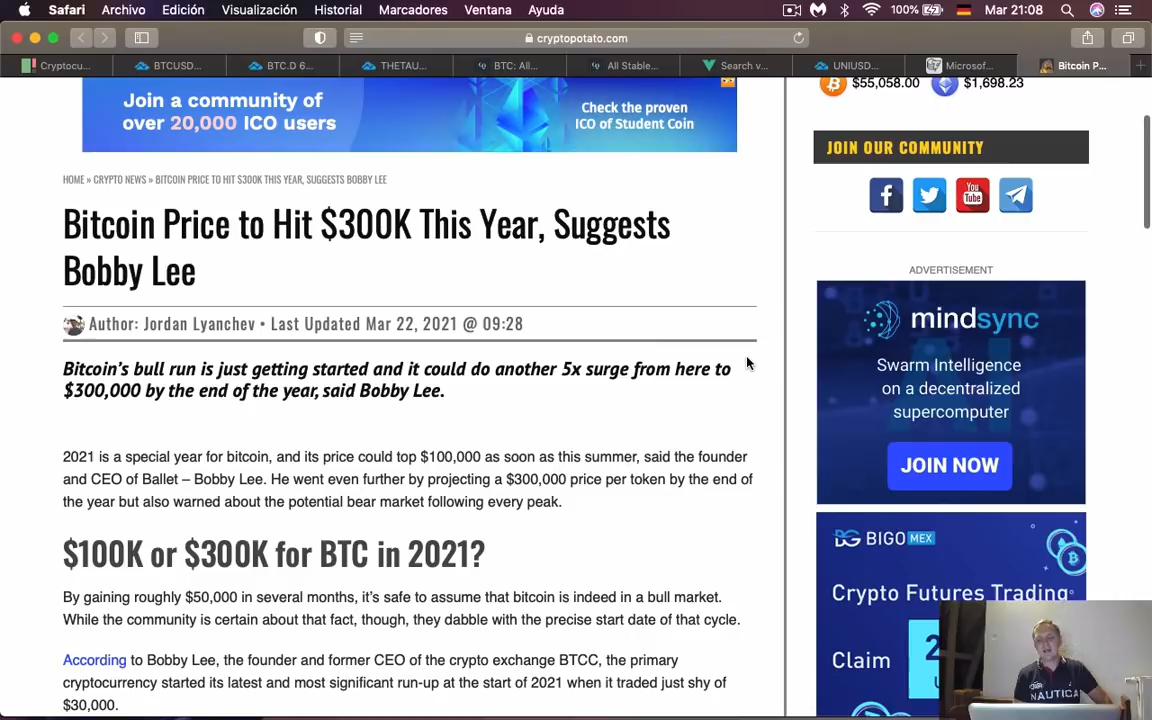 Safari Archivo Edición Visualización Historial Marcadores Ventana Ayuda 100% Mar 21:08
cryptopotato.com
Cryptocu... BTCUSD... BTC.D 6... THETAU... BTC: All... All Stable... Search v... UNIUSD... Microsof... Bitcoin P...
Join a community of
over 20,000 ICO users
Check the proven
ICO of Student Coin
$55,058.00 $1,698.23
JOIN OUR COMMUNITY
You
Tube
HOME » CRYPTO NEWS » BITCOIN PRICE TO HIT $300K THIS YEAR, SUGGESTS BOBBY LEE
Bitcoin Price to Hit $300K This Year, Suggests
Bobby Lee
Author: Jordan Lyanchev • Last Updated Mar 22, 2021 @ 09:28
Bitcoin's bull run is just getting started and it could do another 5x surge from here to
$300,000 by the end of the year, said Bobby Lee.
2021 is a special year for bitcoin, and its price could top $100,000 as soon as this summer, said the founder
and CEO of Ballet – Bobby Lee. He went even further by projecting a $300,000 price per token by the end of
the year but also warned about the potential bear market following every peak.
$100K or $300K for BTC in 2021?
By gaining roughly $50,000 in several months, it's safe to assume that bitcoin is indeed in a bull market.
While the community is certain about that fact, though, they dabble with the precise start date of that cycle.
According to Bobby Lee, the founder and former CEO of the crypto exchange BTCC, the primary
cryptocurrency started its latest and most significant run-up at the start of 2021 when it traded just shy of
$30,000.
ADVERTISEMENT
mindsync
Swarm Intelligence
on a decentralized
supercomputer
JOIN NOW
BIGO MEX
Crypto Futures Trading
Claim
NAUTICA